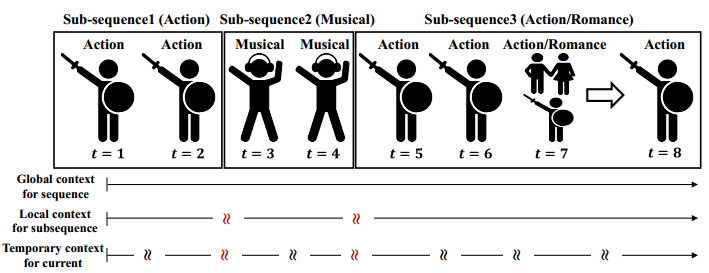 Sub-sequence1 (Action) Sub-sequence2 (Musical) Sub-sequence3 (Action/Romance)
Action Action Musical Musical Action Action Action/Romance Action
t = 1 t = 2 t = 3 t = 4 t = 5 t = 6 t = 7 t = 8
Global context
for sequence
Local context
for subsequence
Temporary context
for current